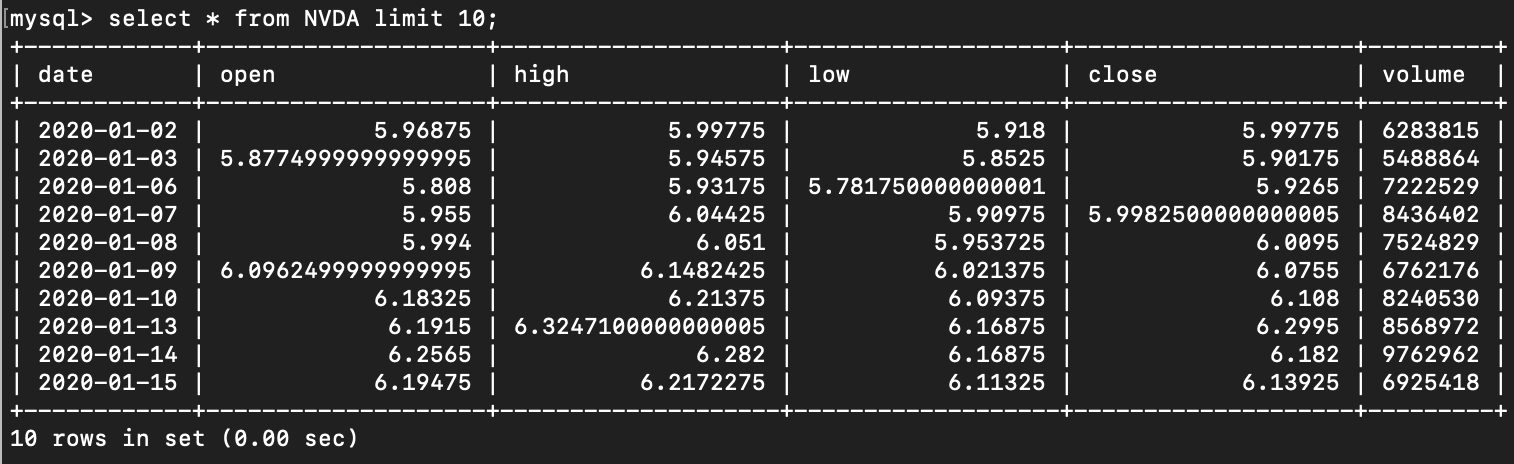 [mysql> select * from NVDA limit 10;
+------------+--------------------+--------------------+-------------------+--------------------+---------+
| date       | open               | high               | low               | close              | volume  |
+------------+--------------------+--------------------+-------------------+--------------------+---------+
| 2020-01-02 |            5.96875 |            5.99775 |             5.918 |            5.99775 | 6283815 |
| 2020-01-03 | 5.8774999999999995 |            5.94575 |            5.8525 |            5.90175 | 5488864 |
| 2020-01-06 |              5.808 |            5.93175 | 5.781750000000001 |             5.9265 | 7222529 |
| 2020-01-07 |              5.955 |            6.04425 |           5.90975 | 5.9982500000000005 | 8436402 |
| 2020-01-08 |              5.994 |              6.051 |          5.953725 |             6.0095 | 7524829 |
| 2020-01-09 | 6.0962499999999995 |          6.1482425 |          6.021375 |             6.0755 | 6762176 |
| 2020-01-10 |            6.18325 |            6.21375 |           6.09375 |              6.108 | 8240530 |
| 2020-01-13 |             6.1915 | 6.3247100000000005 |           6.16875 |             6.2995 | 8568972 |
| 2020-01-14 |             6.2565 |              6.282 |           6.16875 |              6.182 | 9762962 |
| 2020-01-15 |            6.19475 |          6.2172275 |           6.11325 |            6.13925 | 6925418 |
+------------+--------------------+--------------------+-------------------+--------------------+---------+
10 rows in set (0.00 sec)